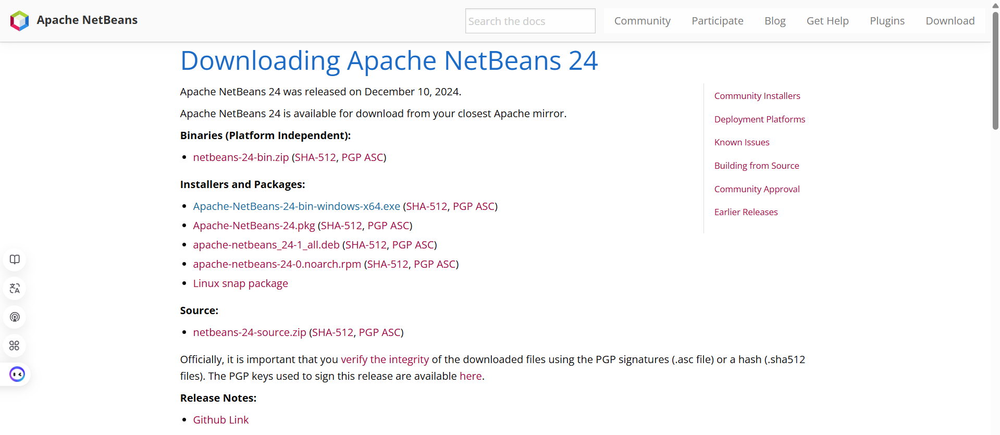 Apache NetBeans
Search the docs
Community
Participate
Blog
Get Help
Plugins
Download
Downloading Apache NetBeans 24
Apache NetBeans 24 was released on December 10, 2024.
Apache NetBeans 24 is available for download from your closest Apache mirror.
Binaries (Platform Independent):
netbeans-24-bin.zip (SHA-512, PGP ASC)
Installers and Packages:
Apache-NetBeans-24-bin-windows-x64.exe (SHA-512, PGP ASC)
Apache-NetBeans-24.pkg (SHA-512, PGP ASC)
apache-netbeans_24-1_all.deb (SHA-512, PGP ASC)
apache-netbeans-24-0.noarch.rpm (SHA-512, PGP ASC)
Linux snap package
Source:
netbeans-24-source.zip (SHA-512, PGP ASC)
Officially, it is important that you verify the integrity of the downloaded files using the PGP signatures (.asc file) or a hash (.sha512
files). The PGP keys used to sign this release are available here.
Release Notes:
Github Link
Community Installers
Deployment Platforms
Known Issues
Building from Source
Community Approval
Earlier Releases